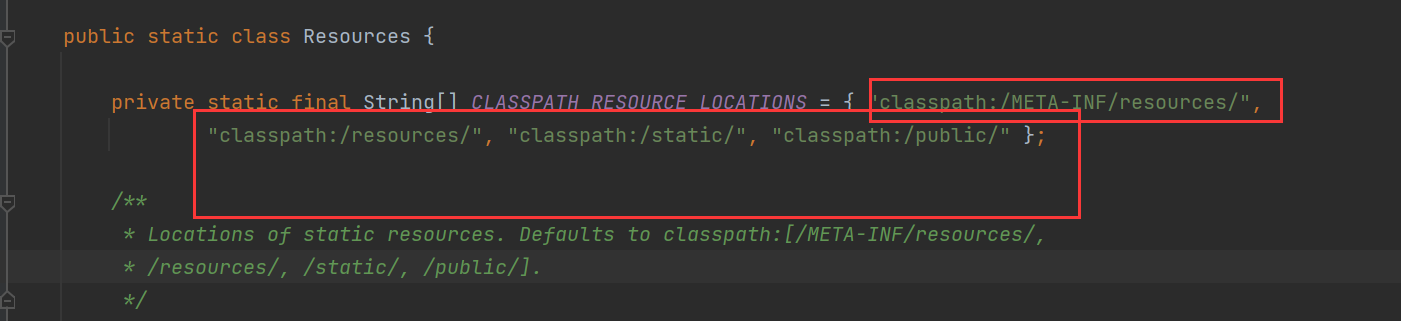 public static class Resources {
private static final String[] CLASSPATH_RESOURCE_LOCATIONS = { "classpath:/META-INF/resources/",
"classpath:/resources/", "classpath:/static/", "classpath:/public/" };
/**
* Locations of static resources. Defaults to classpath:[/META-INF/resources/,
* /resources/, /static/, /public/].
*/